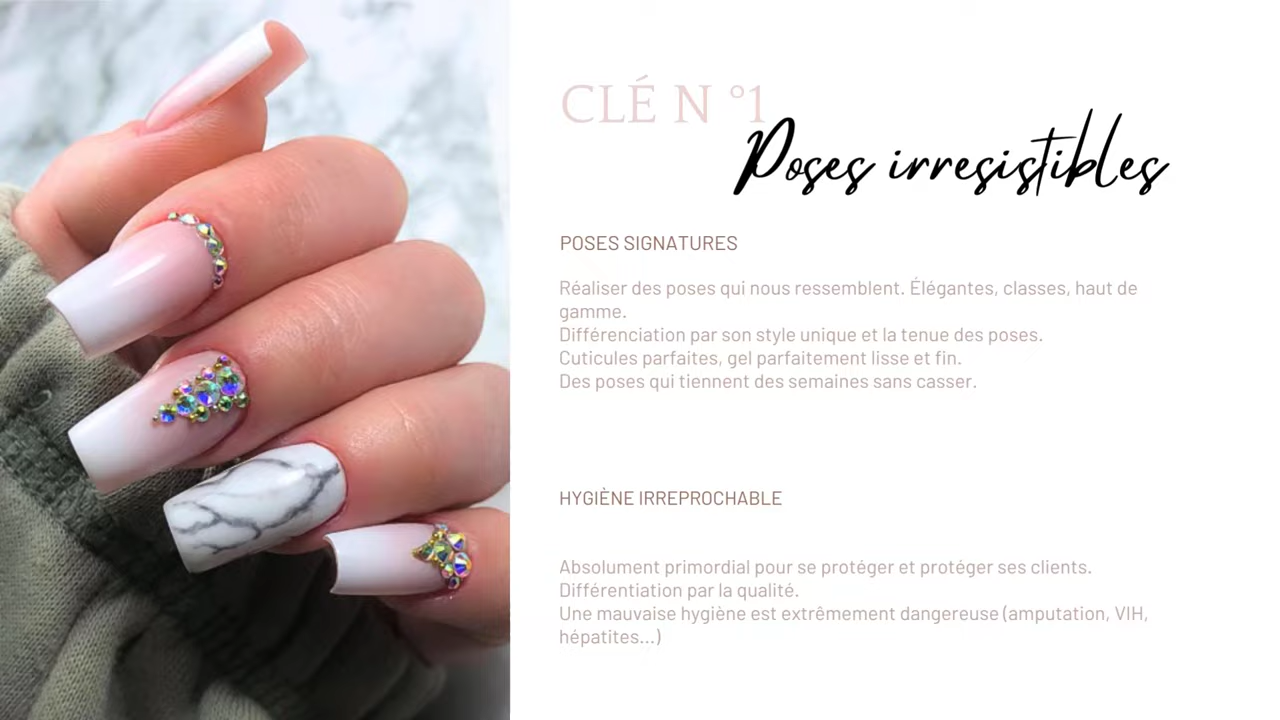 CLÉ N °1
Poses irresistibles
POSES SIGNATURES
Réaliser des poses qui nous ressemblent. Élégantes, classes, haut de
gamme.
Différenciation par son style unique et la tenue des poses.
Cuticules parfaites, gel parfaitement lisse et fin.
Des poses qui tiennent des semaines sans casser.
HYGIÈNE IRREPROCHABLE
Absolument primordial pour se protéger et protéger ses clients.
Différentiation par la qualité.
Une mauvaise hygiène est extrêmement dangereuse (amputation, VIH,
hépatites...)